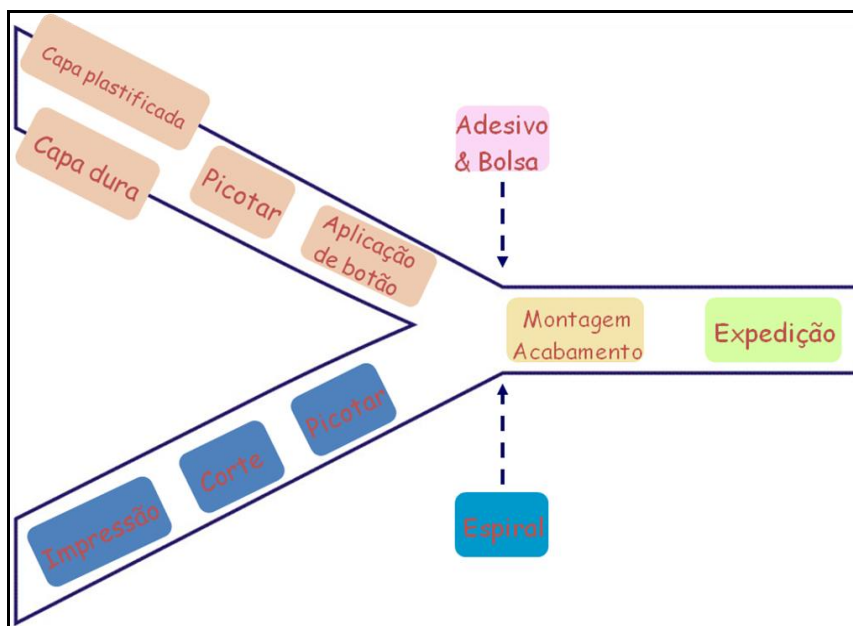 Capa plastificada
Capa dura
Picotar
Aplicação
de botão
Adesivo
& Bolsa
Montagem
Acabamento
Expedição
Picotar
Corte
Impressão
Espiral